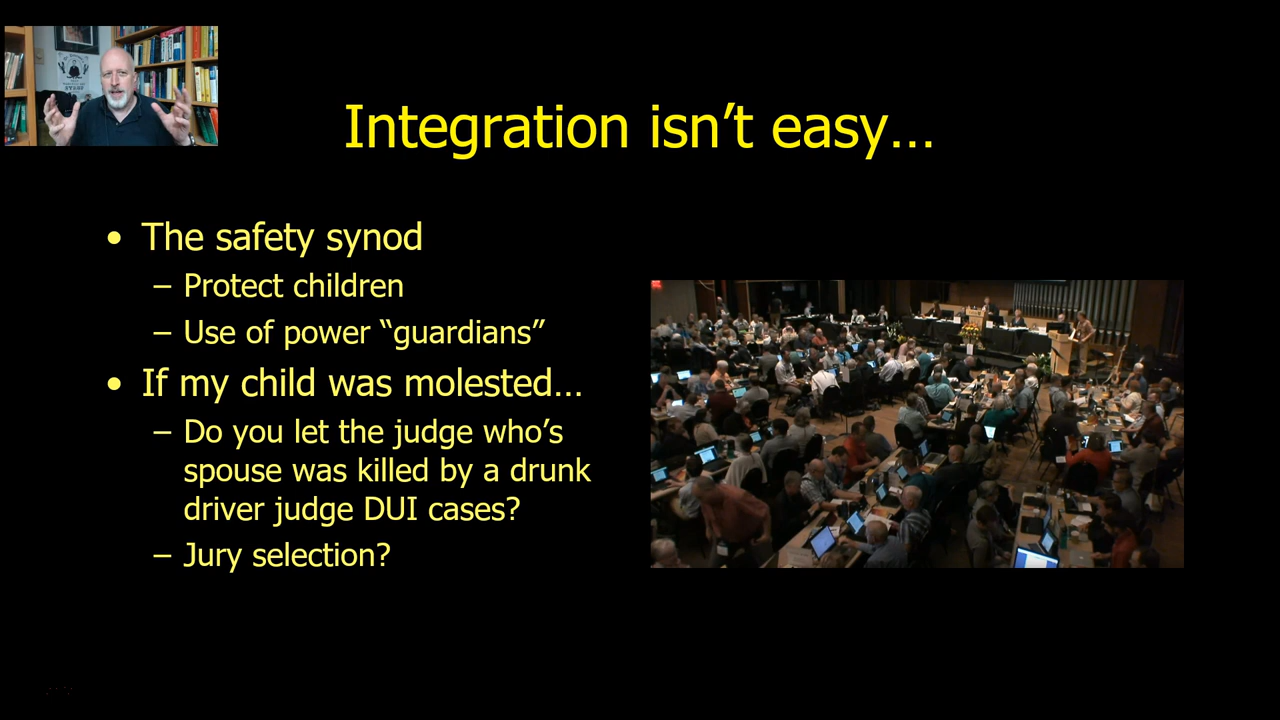 Integration isn’t easy…
• The safety synod
– Protect children
– Use of power “guardians”
• If my child was molested…
– Do you let the judge who’s
spouse was killed by a drunk
driver judge DUI cases?
– Jury selection?